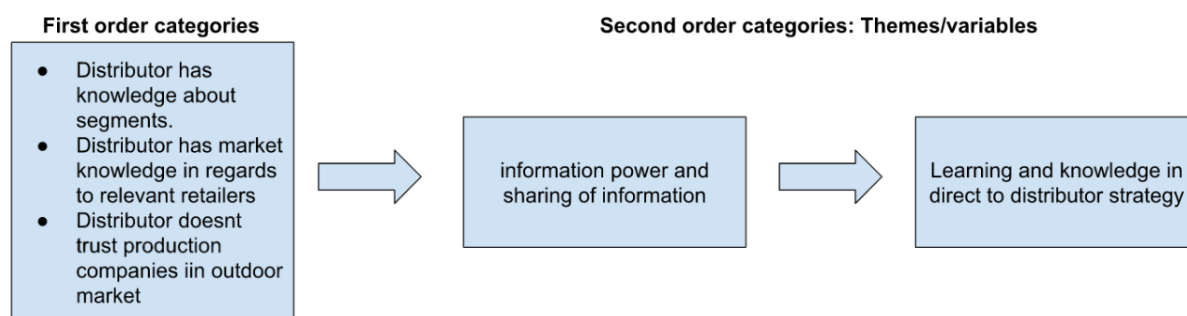 First order categories
Second order categories: Themes/variables
● Distributor has
knowledge about
segments.
● Distributor has market
knowledge in regards
to relevant retailers
● Distributor doesnt
trust production
companies iin outdoor
market
information power and
sharing of information
Learning and knowledge in
direct to distributor strategy